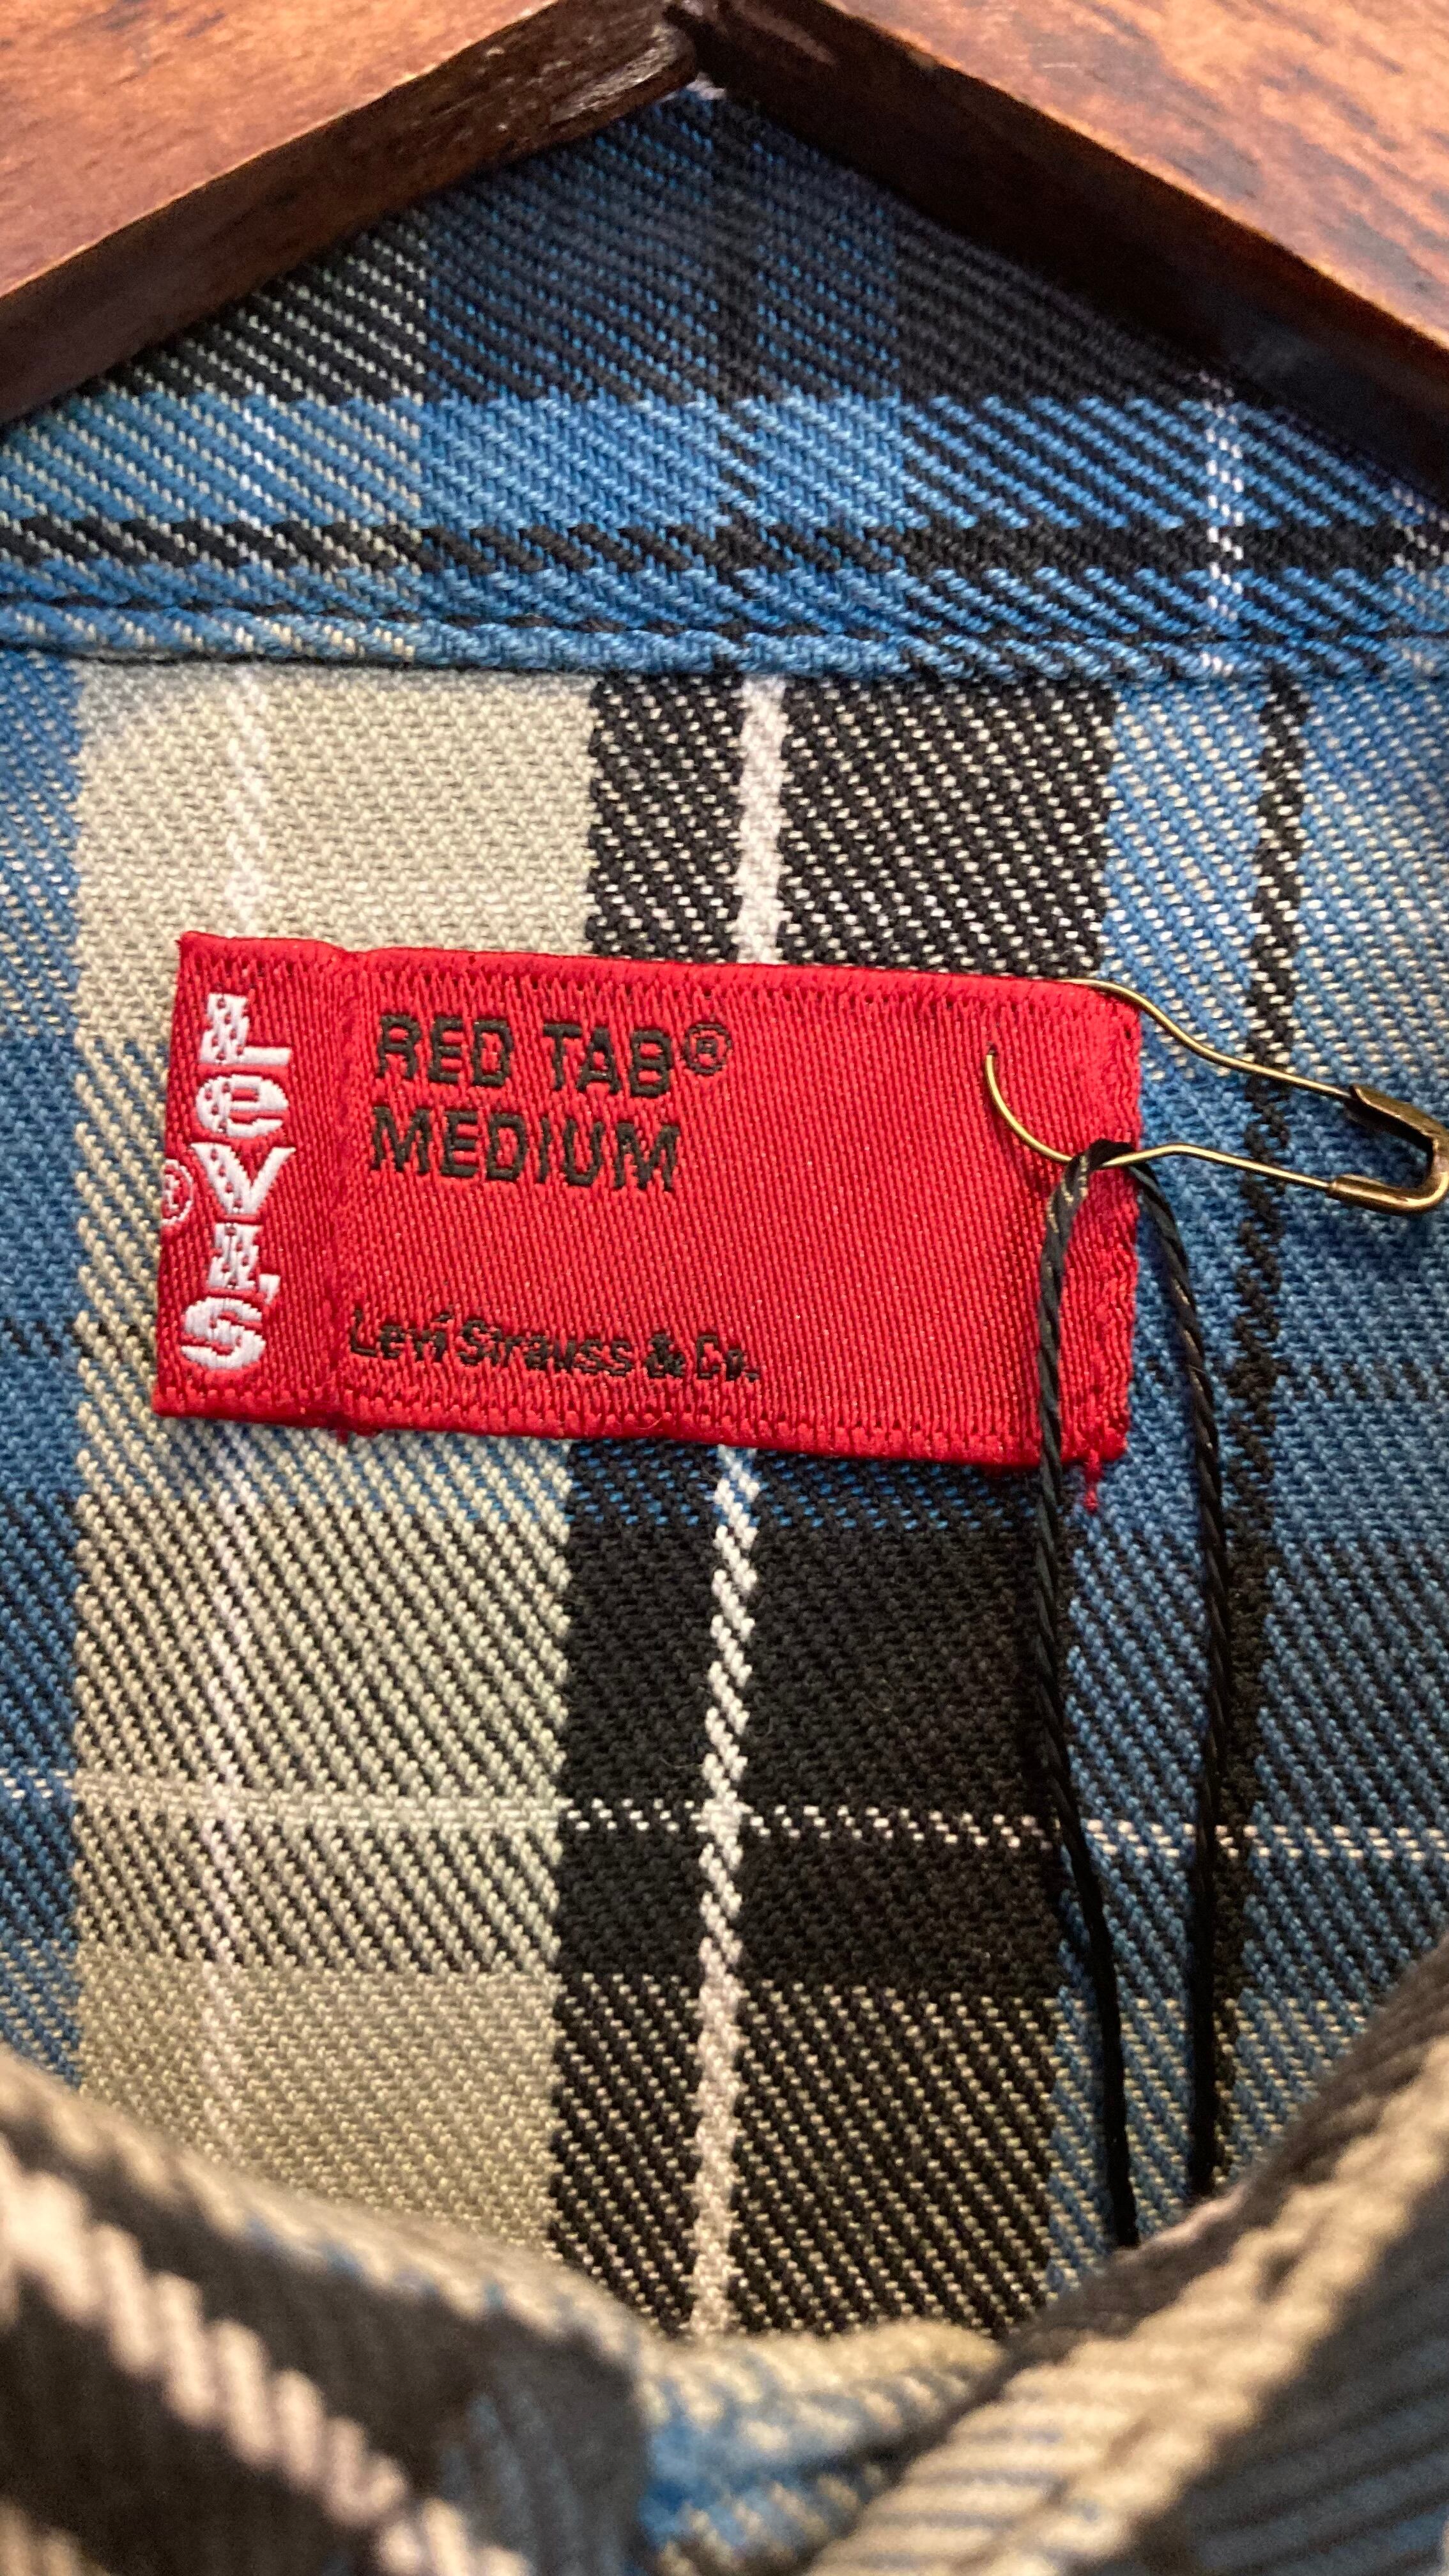 LEVI'S
®
RED TAB®
MEDIUM
Levi Strauss & Co.